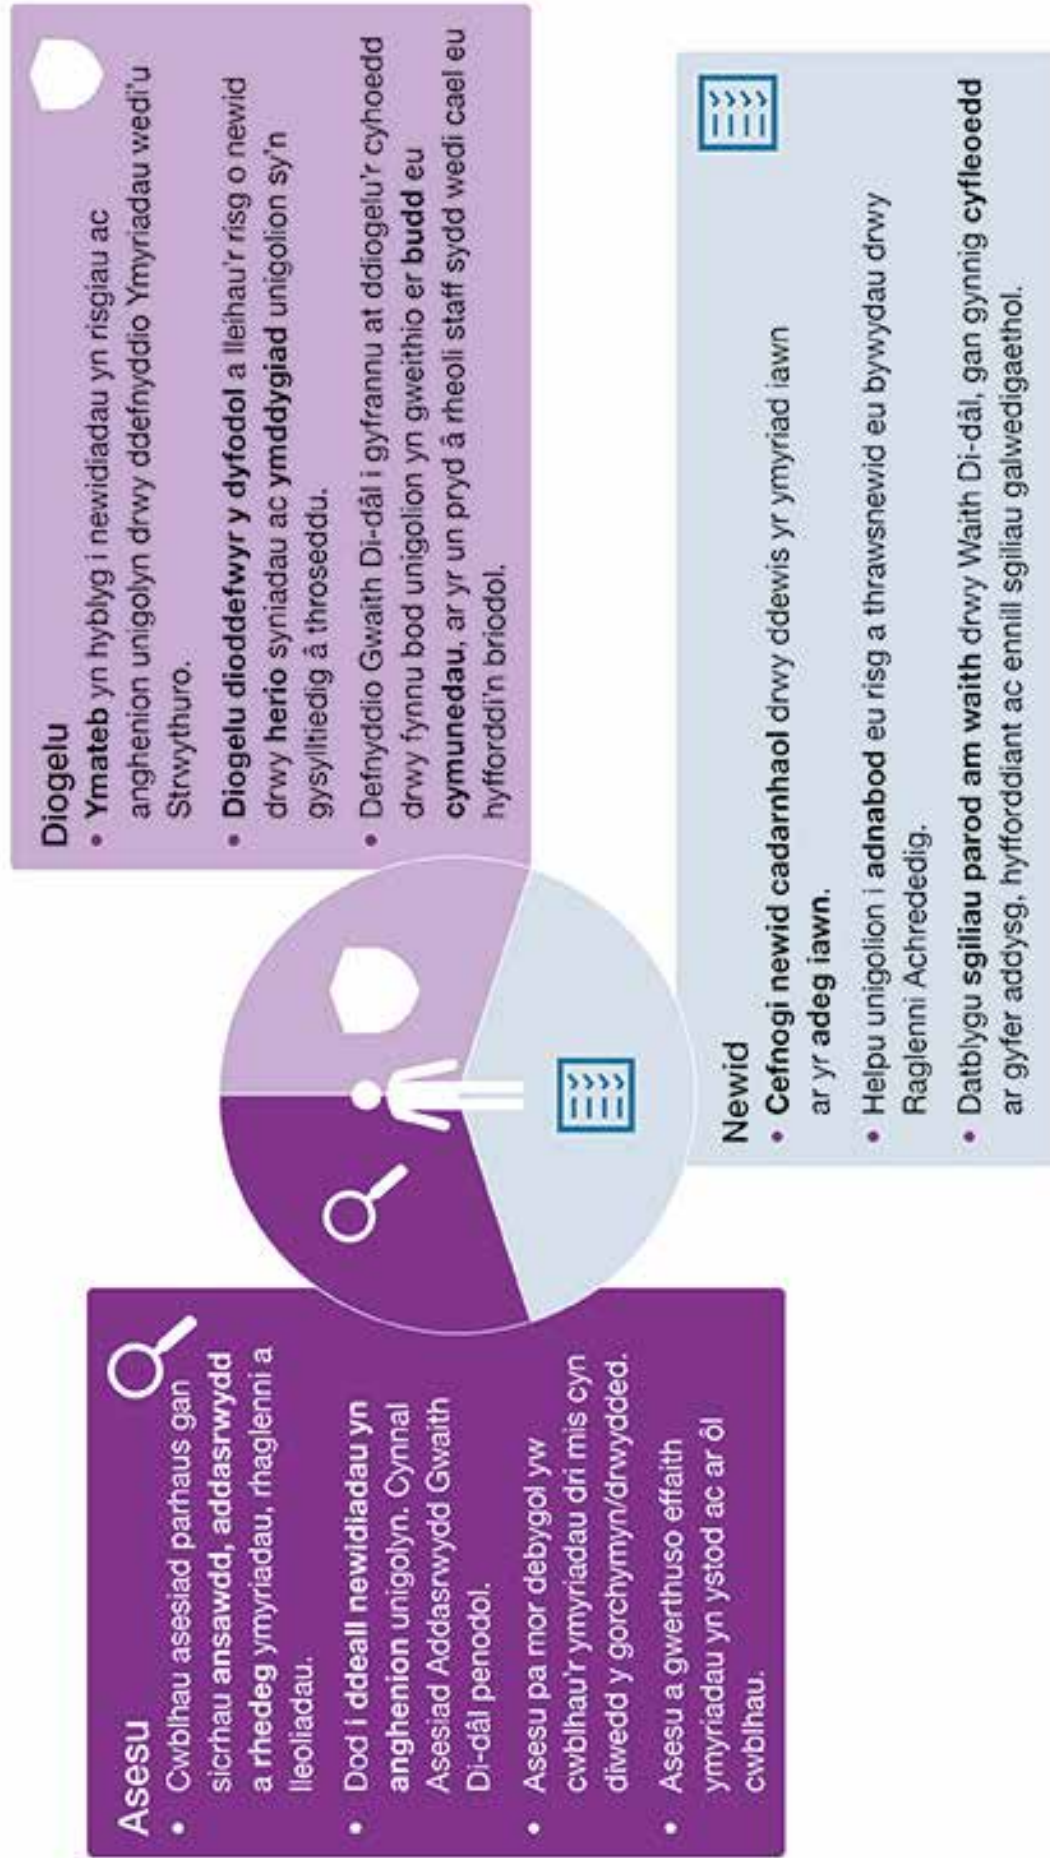 Asesu
• Cwblhau asesiad parhaus gan
sicrhau ansawdd, addasrwydd
a rhedeg ymyriadau, rhaglenni a
lleoliadau.
• Dod i ddeall newidiadau yn
anghenion unigolyn. Cynnal
Asesiad Addasrwydd Gwaith
Di-dâl penodol.
• Asesu pa mor debygol yw
cwblhau'r ymyriadau dri mis cyn
diwedd y gorchymyn/drwydded.
• Asesu a gwerthuso effaith
ymyriadau yn ystod ac ar ôl
cwblhau.
Diogelu
• Ymateb yn hyblyg i newidiadau yn risgiau ac
anghenion unigolyn drwy ddefnyddio Ymyriadau wedi'u
Strwythuro.
• Diogelu dioddefwyr y dyfodol a lleihau'r risg o newid
drwy herio syniadau ac ymddygiad unigolion sy'n
gysylltiedig â throseddu.
• Defnyddio Gwaith Di-dâl i gyfrannu at ddiogelu'r cyhoedd
drwy fynnu bod unigolion yn gweithio er budd eu
cymunedau, ar yr un pryd â rheoli staff sydd wedi cael eu
hyfforddi'n briodol.
Newid
• Cefnogi newid cadarnhaol drwy ddewis yr ymyriad iawn
ar yr adeg iawn.
• Helpu unigolion i adnabod eu risg a thrawsnewid eu bywydau drwy
Raglenni Achrededig.
• Datblygu sgiliau parod am waith drwy Waith Di-dâl, gan gynnig cyfleoedd
ar gyfer addysg, hyfforddiant ac ennill sgiliau galwedigaethol.